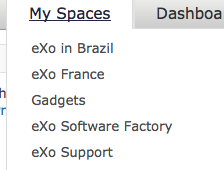 My Spaces Dashboa
eXo in Brazil
eXo France
Gadgets
eXo Software Factory
eXo Support